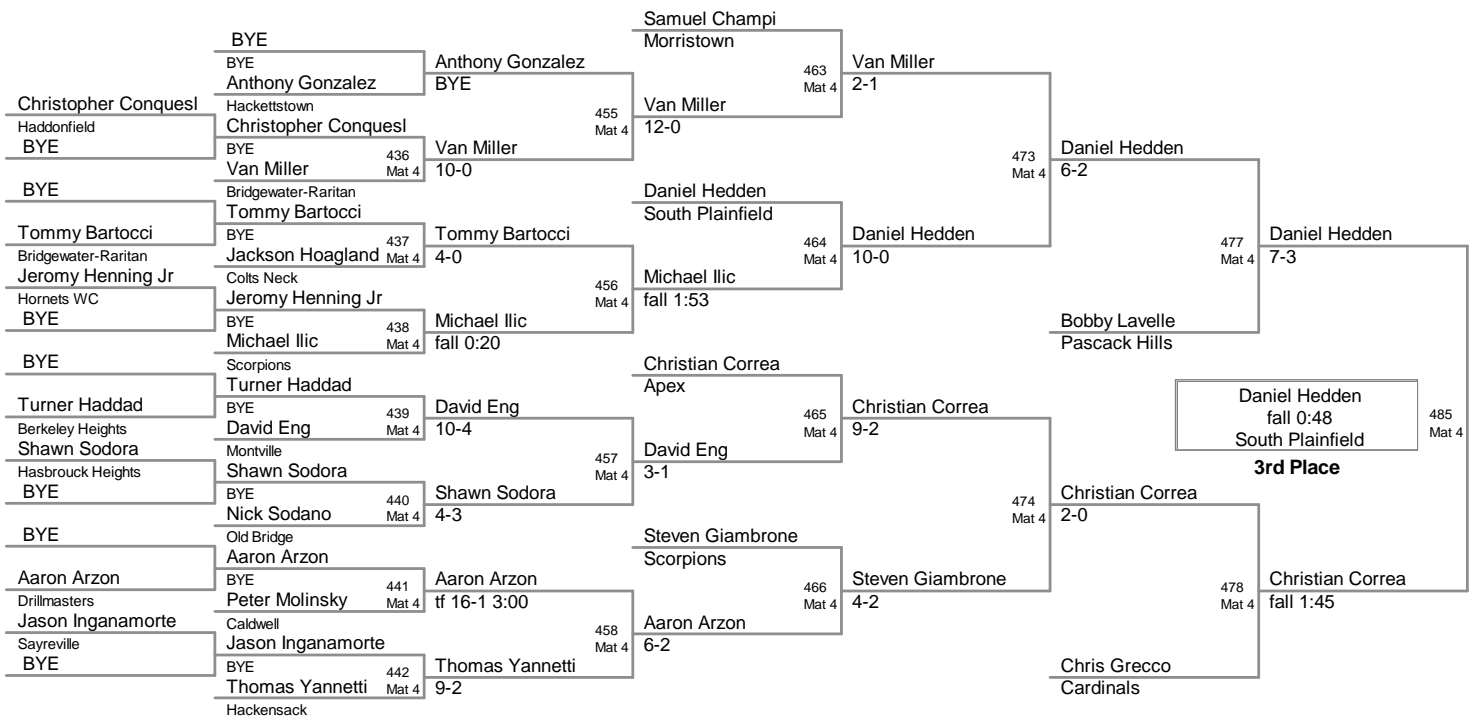 Christopher Conquesl
Haddonfield
BYE
BYE
Tommy Bartocci
Bridgewater-Raritan
Jeromy Henning Jr
Hornets WC
BYE
BYE
Turner Haddad
Berkeley Heights
Shawn Sodora
Hasbrouck Heights
BYE
BYE
Aaron Arzon
Drillmasters
Jason Inganamorte
Sayreville
BYE
BYE
BYE
Anthony Gonzalez
Hackettstown
Christopher Conquesl
BYE
436
Van Miller
Mat 4
Bridgewater-Raritan
Tommy Bartocci
BYE
437
Jackson Hoagland
Mat 4
Colts Neck
Jeromy Henning Jr
BYE
438
Michael Ilic
Mat 4
Scorpions
Turner Haddad
BYE
439
David Eng
Mat 4
Montville
Shawn Sodora
BYE
440
Nick Sodano
Mat 4
Old Bridge
Aaron Arzon
BYE
441
Peter Molinsky
Mat 4
Caldwell
Jason Inganamorte
BYE
442
Thomas Yannetti
Mat 4
Hackensack
Anthony Gonzalez
BYE
455
Mat 4
Van Miller
10-0
Tommy Bartocci
4-0
456
Mat 4
Michael Ilic
fall 0:20
David Eng
10-4
457
Mat 4
Shawn Sodora
4-3
Aaron Arzon
tf 16-1 3:00
458
Mat 4
Thomas Yannetti
9-2
Samuel Champi
Morristown
463
Mat 4
Van Miller
12-0
Daniel Hedden
South Plainfield
464
Mat 4
Michael Ilic
fall 1:53
Christian Correa
Apex
465
Mat 4
David Eng
3-1
Steven Giambrone
Scorpions
466
Mat 4
Aaron Arzon
6-2
Van Miller
2-1
473
Mat 4
Daniel Hedden
10-0
Christian Correa
9-2
474
Mat 4
Steven Giambrone
4-2
Daniel Hedden
6-2
477
Mat 4
Bobby Lavelle
Pascack Hills
Christian Correa
2-0
478
Mat 4
Chris Grecco
Cardinals
Daniel Hedden
7-3
Daniel Hedden
fall 0:48
South Plainfield
485
Mat 4
3rd Place
Christian Correa
fall 1:45